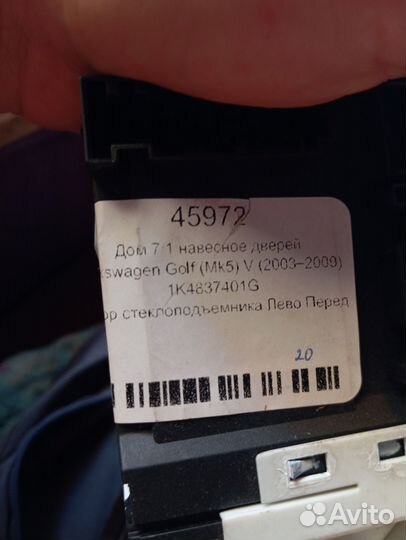 45972
Дом 7 1 навесное дверей
kswagen Golf (Mk5) V (2003-2009)
1K4837401G
ор стеклоподъемника Лево Перед
20
Avito